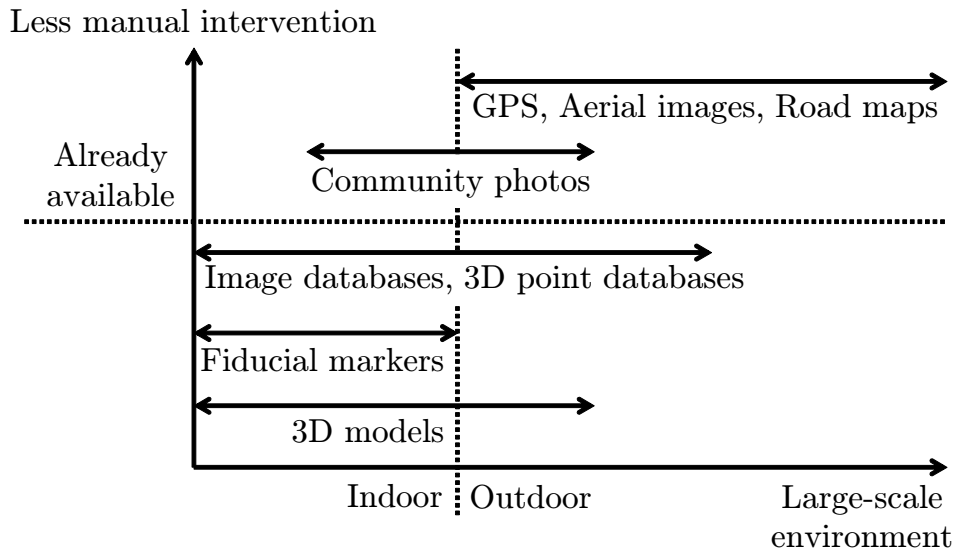 Less manual intervention
GPS, Aerial images, Road maps
Already
available
Community photos
Image databases, 3D point databases
Fiducial markers
3D models
Indoor
Outdoor
Large-scale
environment